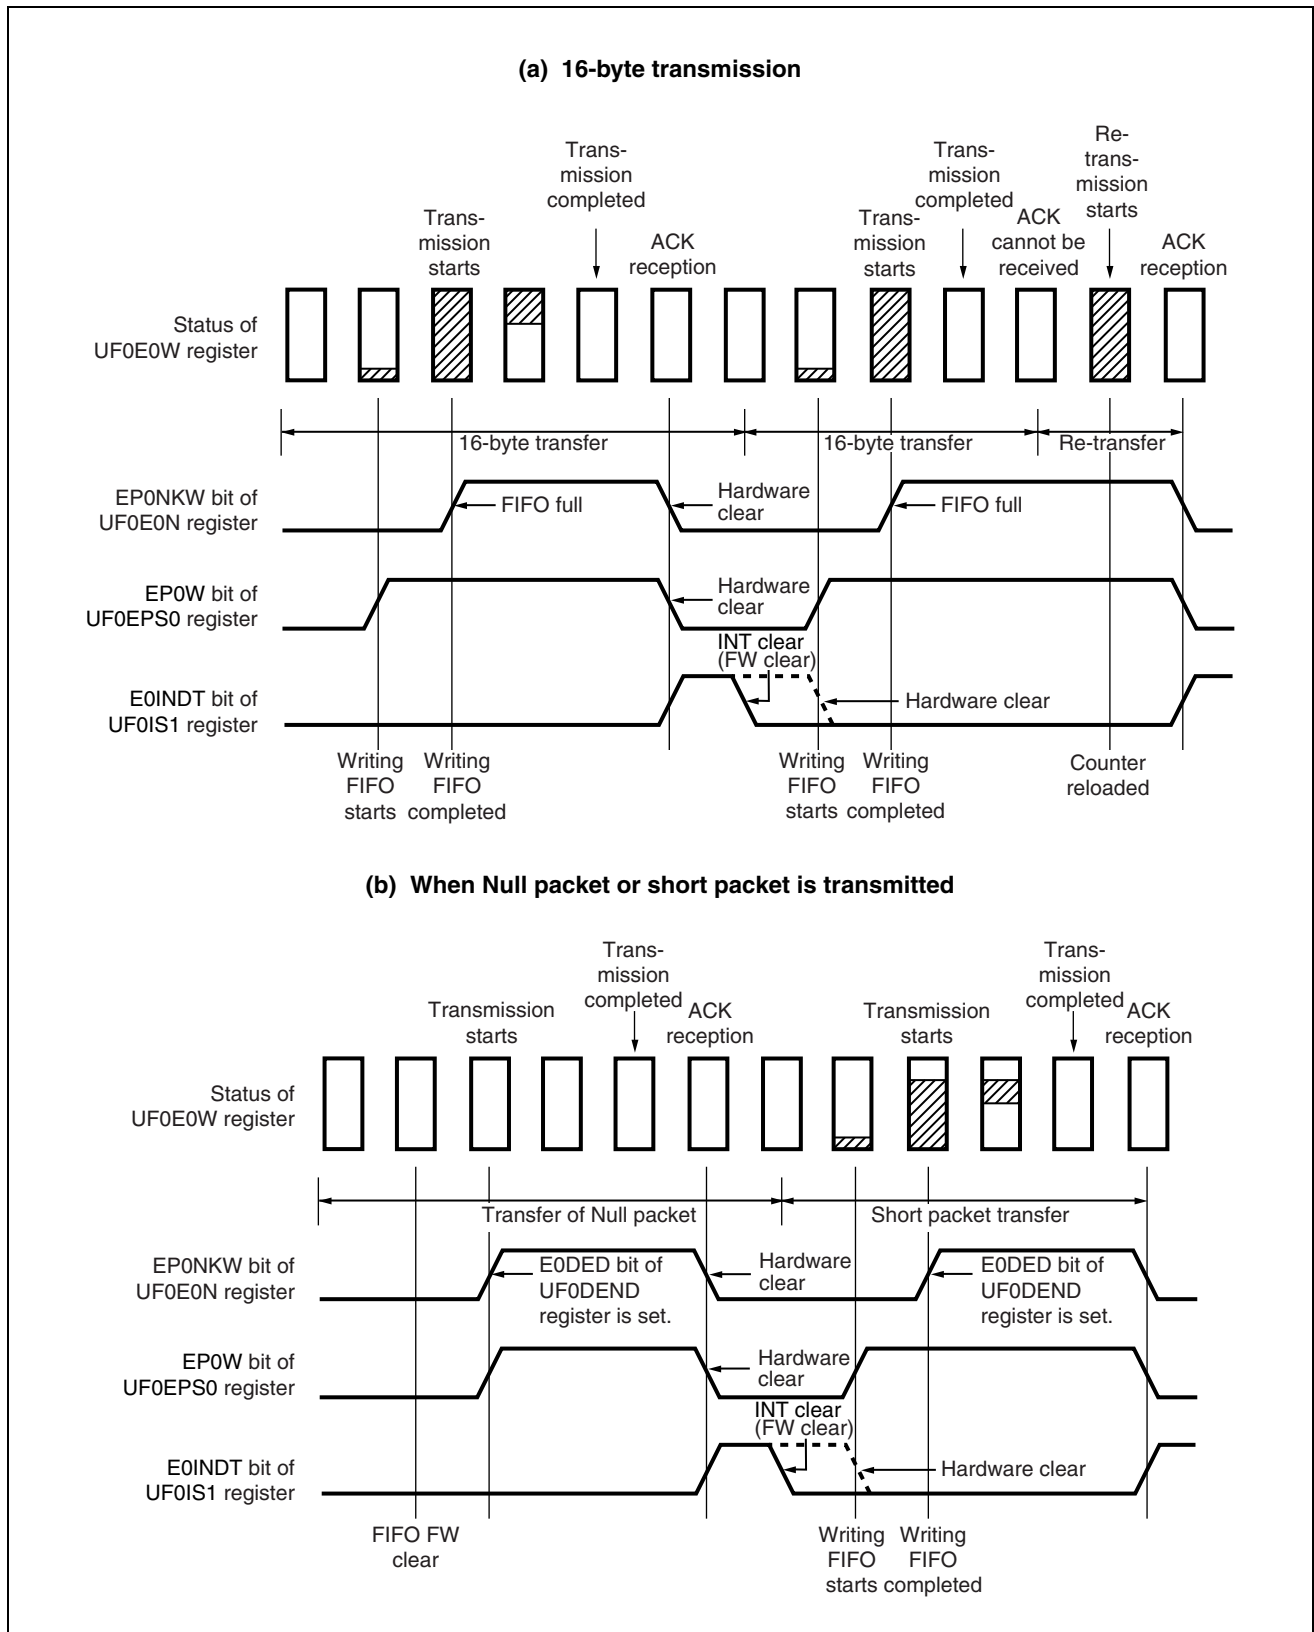 (a) 16-byte transmission
Trans-
mission
completed
Trans-
mission
starts
ACK
reception
Trans-
mission
completed
Trans-
mission
starts
ACK
cannot be
received
Re-
trans-
mission
starts
ACK
reception
Status of
UF0E0W register
16-byte transfer
16-byte transfer
Re-transfer
EP0NKW bit of
UF0E0N register
FIFO full
Hardware
clear
FIFO full
EP0W bit of
UF0EPS0 register
Hardware
clear
INT clear
(FW clear)
E0INDT bit of
UF0IS1 register
Hardware clear
Writing
FIFO
starts
Writing
FIFO
completed
Writing
FIFO
starts
Writing
FIFO
completed
Counter
reloaded
(b) When Null packet or short packet is transmitted
Transmission
starts
Trans-
mission
completed
ACK
reception
Transmission
starts
Trans-
mission
completed
ACK
reception
Status of
UF0E0W register
Transfer of Null packet
Short packet transfer
EP0NKW bit of
UF0E0N register
E0DED bit of
UF0DEND
register is set.
Hardware
clear
E0DED bit of
UF0DEND
register is set.
EP0W bit of
UF0EPS0 register
Hardware
clear
INT clear
(FW clear)
E0INDT bit of
UF0IS1 register
Hardware clear
FIFO FW
clear
Writing
FIFO
starts
Writing
FIFO
completed